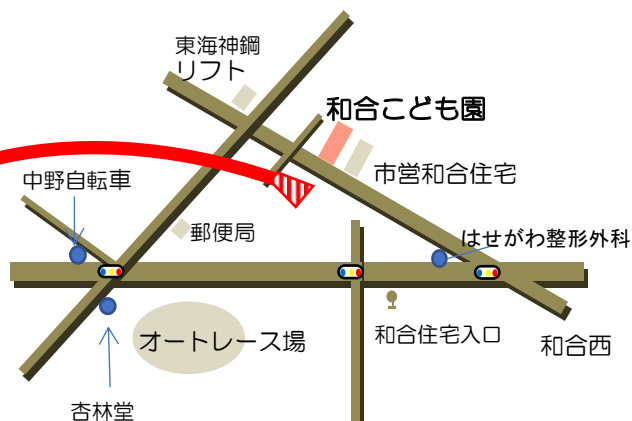 東海神鋼
リフト
和合こども園
中野自転車
市営和合住宅
郵便局
はせがわ整形外科
オートレース場
和合住宅入口
和合西
杏林堂